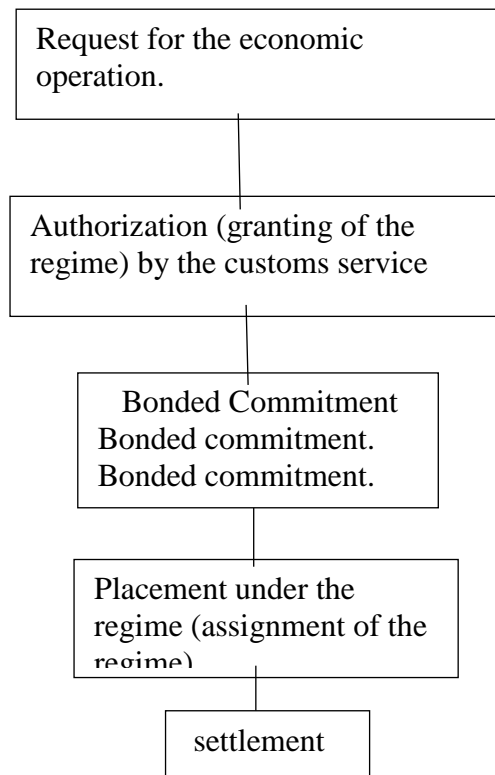 Request for the economic
operation.
Authorization (granting of the
regime) by the customs service
Bonded Commitment
Bonded commitment.
Bonded commitment.
Placement under the
regime (assignment of the
regime)
settlement